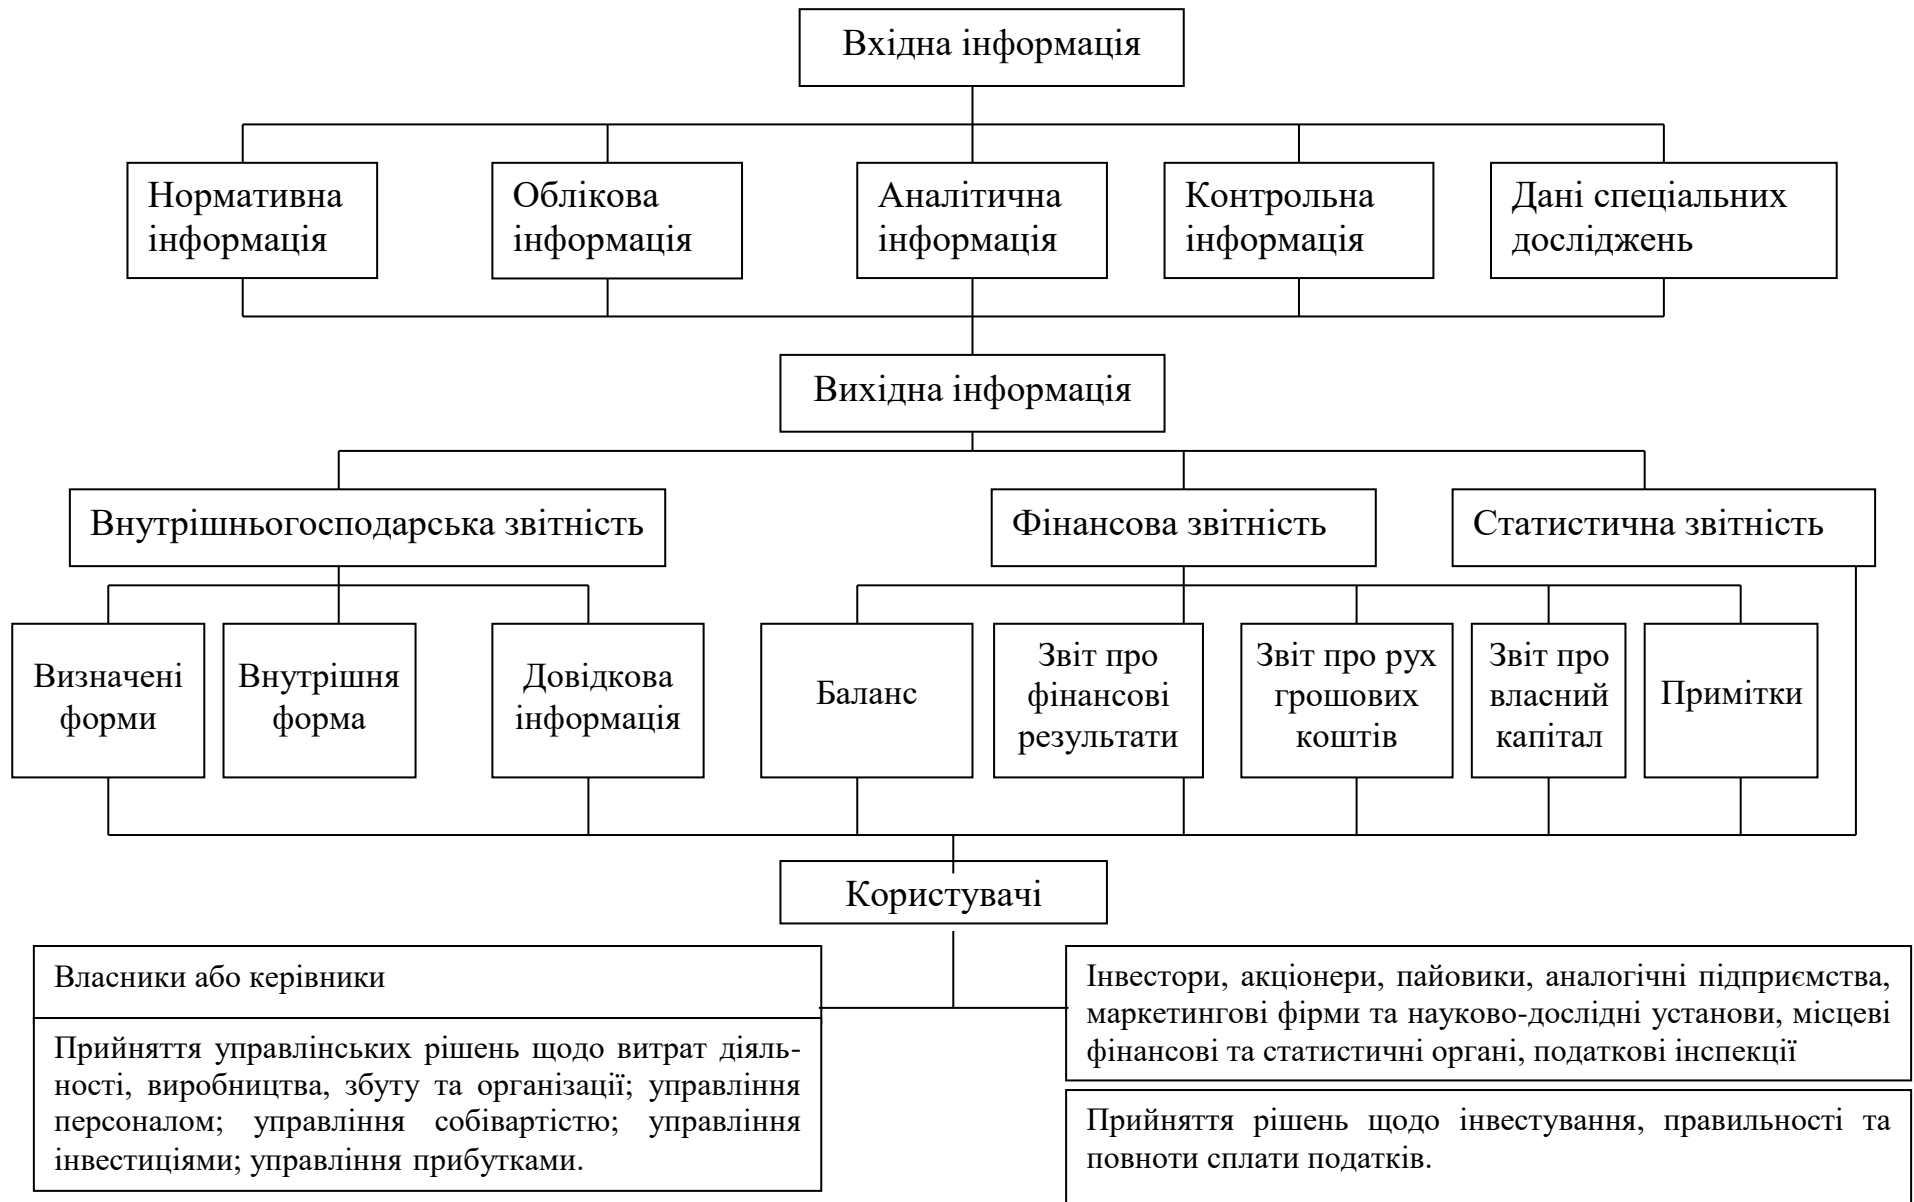 Вхідна інформація
Нормативна
інформація
Облікова
інформація
Аналітична
інформація
Контрольна
інформація
Дані спеціальних
досліджень
Вихідна інформація
Внутрішньогосподарська звітність
Фінансова звітність
Статистична звітність
Визначені
форми
Внутрішня
форма
Довідкова
інформація
Баланс
Звіт про
фінансові
результати
Звіт про рух
грошових
коштів
Звіт про
власний
капітал
Примітки
Користувачі
Власники або керівники
Прийняття управлінських рішень щодо витрат діяль-
ності, виробництва, збуту та організації; управління
персоналом; управління собівартістю; управління
інвестиціями; управління прибутками.
Інвестори, акціонери, пайовики, аналогічні підприємства,
маркетингові фірми та науково-дослідні установи, місцеві
фінансові та статистичні органі, податкові інспекції
Прийняття рішень щодо інвестування, правильності та
повноти сплати податків.